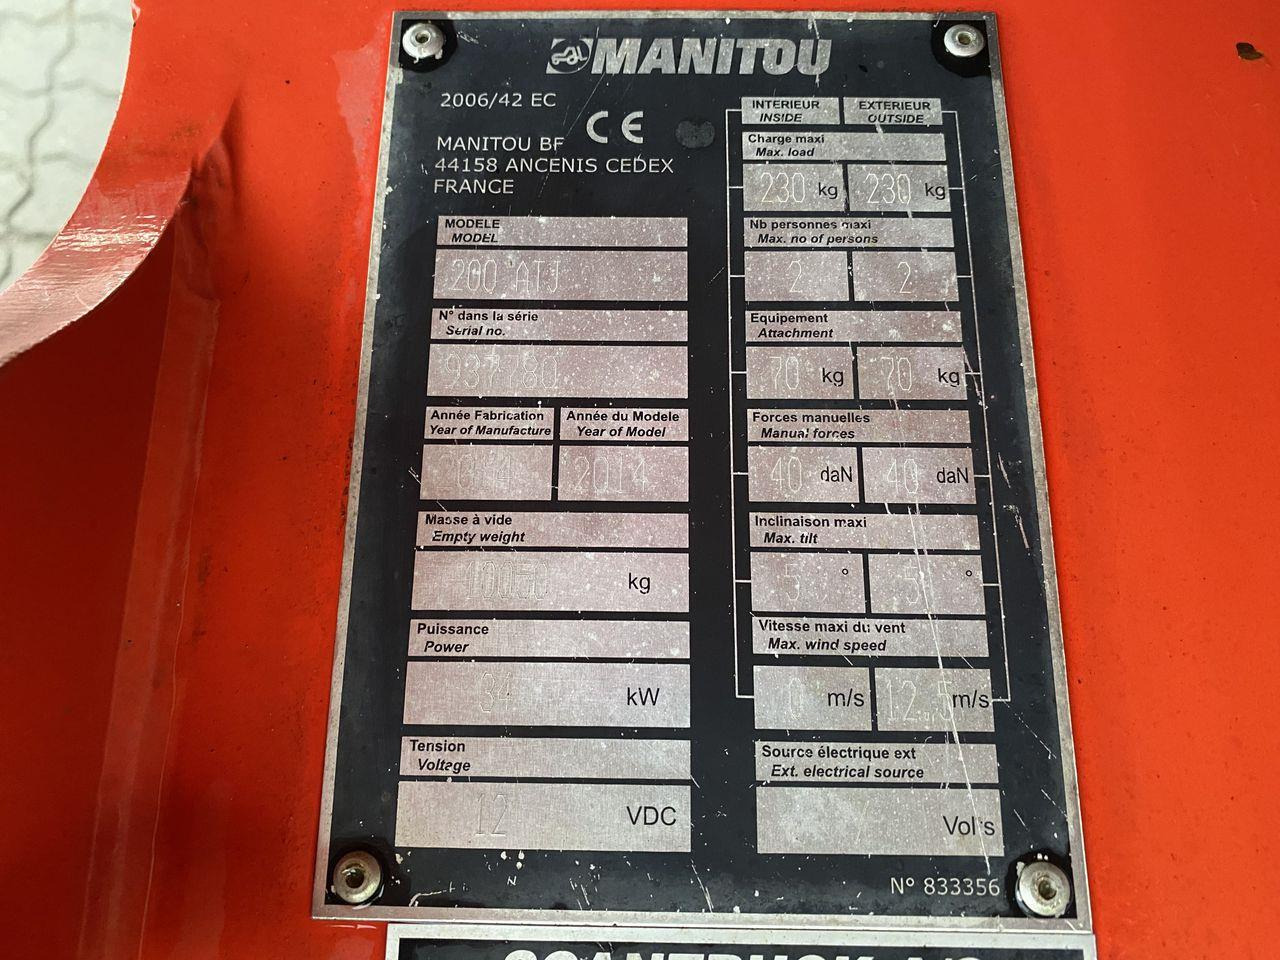 MANITOU
2006/42 EC
CE
MANITOU BF
44158 ANCENIS CEDEX
FRANCE
MODELE
MODEL
200 ATJ
N° dans la série
Serial no.
937780
Année Fabrication
Year of Manufacture
Année du Modele
Year of Model
2014
Masse à vide
Empty weight
10050 kg
Puissance
Power
34 kW
Tension
Voltage
12 VDC
INTERIEUR EXTERIEUR
INSIDE OUTSIDE
Charge maxi
Max. load
230 kg 230 kg
Nb personnes maxi
Max. no of persons
2 2
Equipement
Attachment
70 kg 70 kg
Forces manuelles
Manual forces
40 daN 40 daN
Inclinaison maxi
Max. tilt
5 ° 5 °
Vitesse maxi du vent
Max. wind speed
0 m/s 12.5 m/s
Source électrique ext
Ext. electrical source
Volts
N° 833356